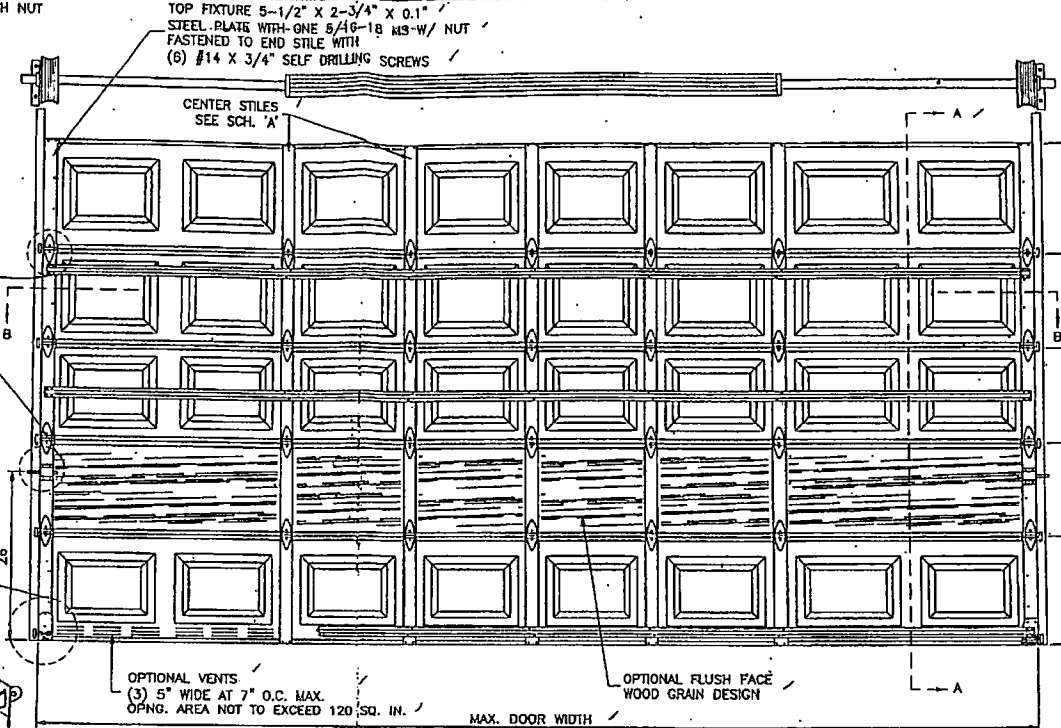 H NUT
TOP FIXTURE 5-1/2" X 2-3/4" X 0.1"
STEEL PLATE WITH ONE 5/16-18 MS W/ NUT
FASTENED TO END STILE WITH
(6) #14 X 3/4" SELF DRILLING SCREWS
CENTER STILES
SEE SCH. 'A'
A
B
B
26
OPTIONAL VENTS
(3) 5" WIDE AT 7" O.C. MAX.
OPNG. AREA NOT TO EXCEED 120 SQ. IN.
OPTIONAL FLUSH FACE
WOOD GRAIN DESIGN
A
MAX. DOOR WIDTH